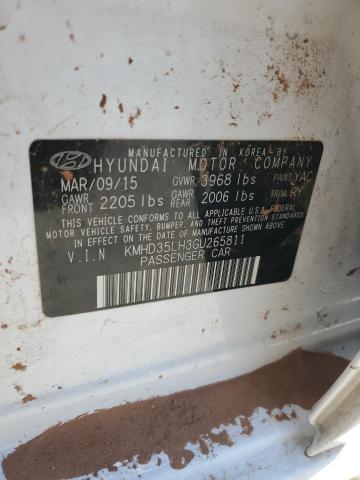 MANUFACTURED IN KOREA BY
HYUNDAI MOTOR COMPANY
MAR/09/15 GVWR 3968 lbs PAINT YAC
GAWR FRONT 2205 lbs GAWR REAR 2006 lbs TRIM RY
THIS VEHICLE CONFORMS TO ALL APPLICABLE U.S. FEDERAL
MOTOR VEHICLE SAFETY, BUMPER, AND THEFT PREVENTION
STANDARDS IN EFFECT ON THE DATE OF MANUFACTURE SHOWN ABOVE
V.I.N KMHD35LH3GU265811
PASSENGER CAR